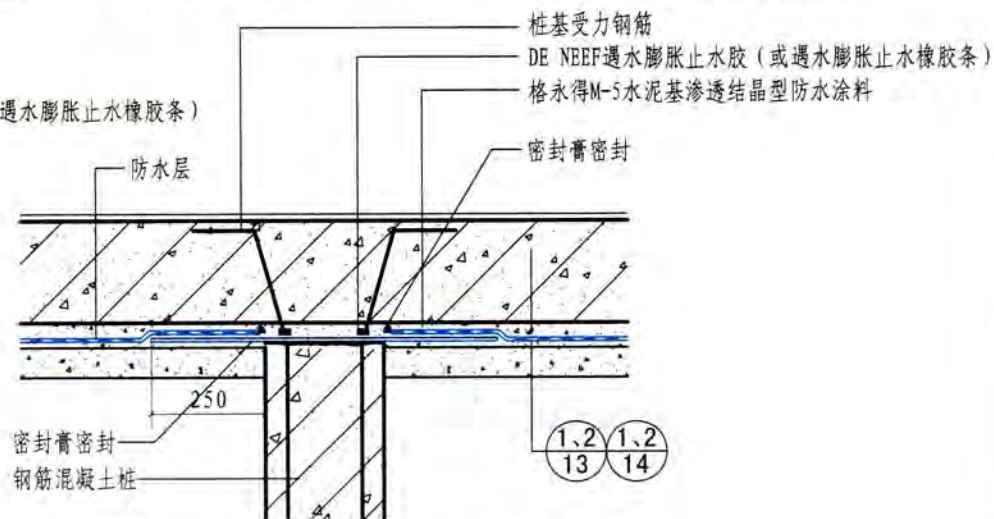 桩基受力钢筋
DE NEEF遇水膨胀止水胶(或遇水膨胀止水橡胶条)
格永得M-5水泥基渗透结晶型防水涂料
遇水膨胀止水橡胶条)
密封膏密封
防水层
250
密封膏密封
钢筋混凝土桩
1、2 1、2
13 14